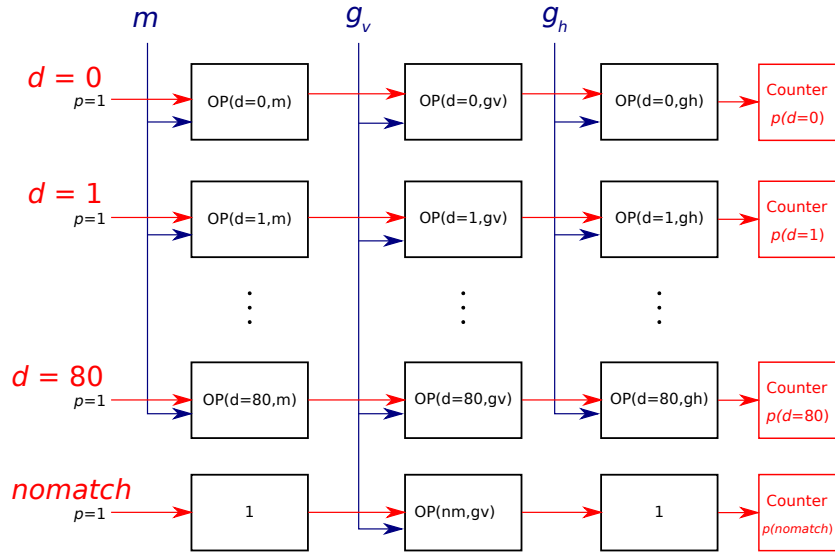 m g_v g_h
d = 0
p=1
OP(d=0,m) OP(d=0,gv) OP(d=0,gh)
Counter
p(d=0)
d = 1
p=1
OP(d=1,m) OP(d=1,gv) OP(d=1,gh)
Counter
p(d=1)
d = 80
p=1
OP(d=80,m) OP(d=80,gv) OP(d=80,gh)
Counter
p(d=80)
nomatch
p=1
1 OP(nm,gv) 1
Counter
p(nomatch)